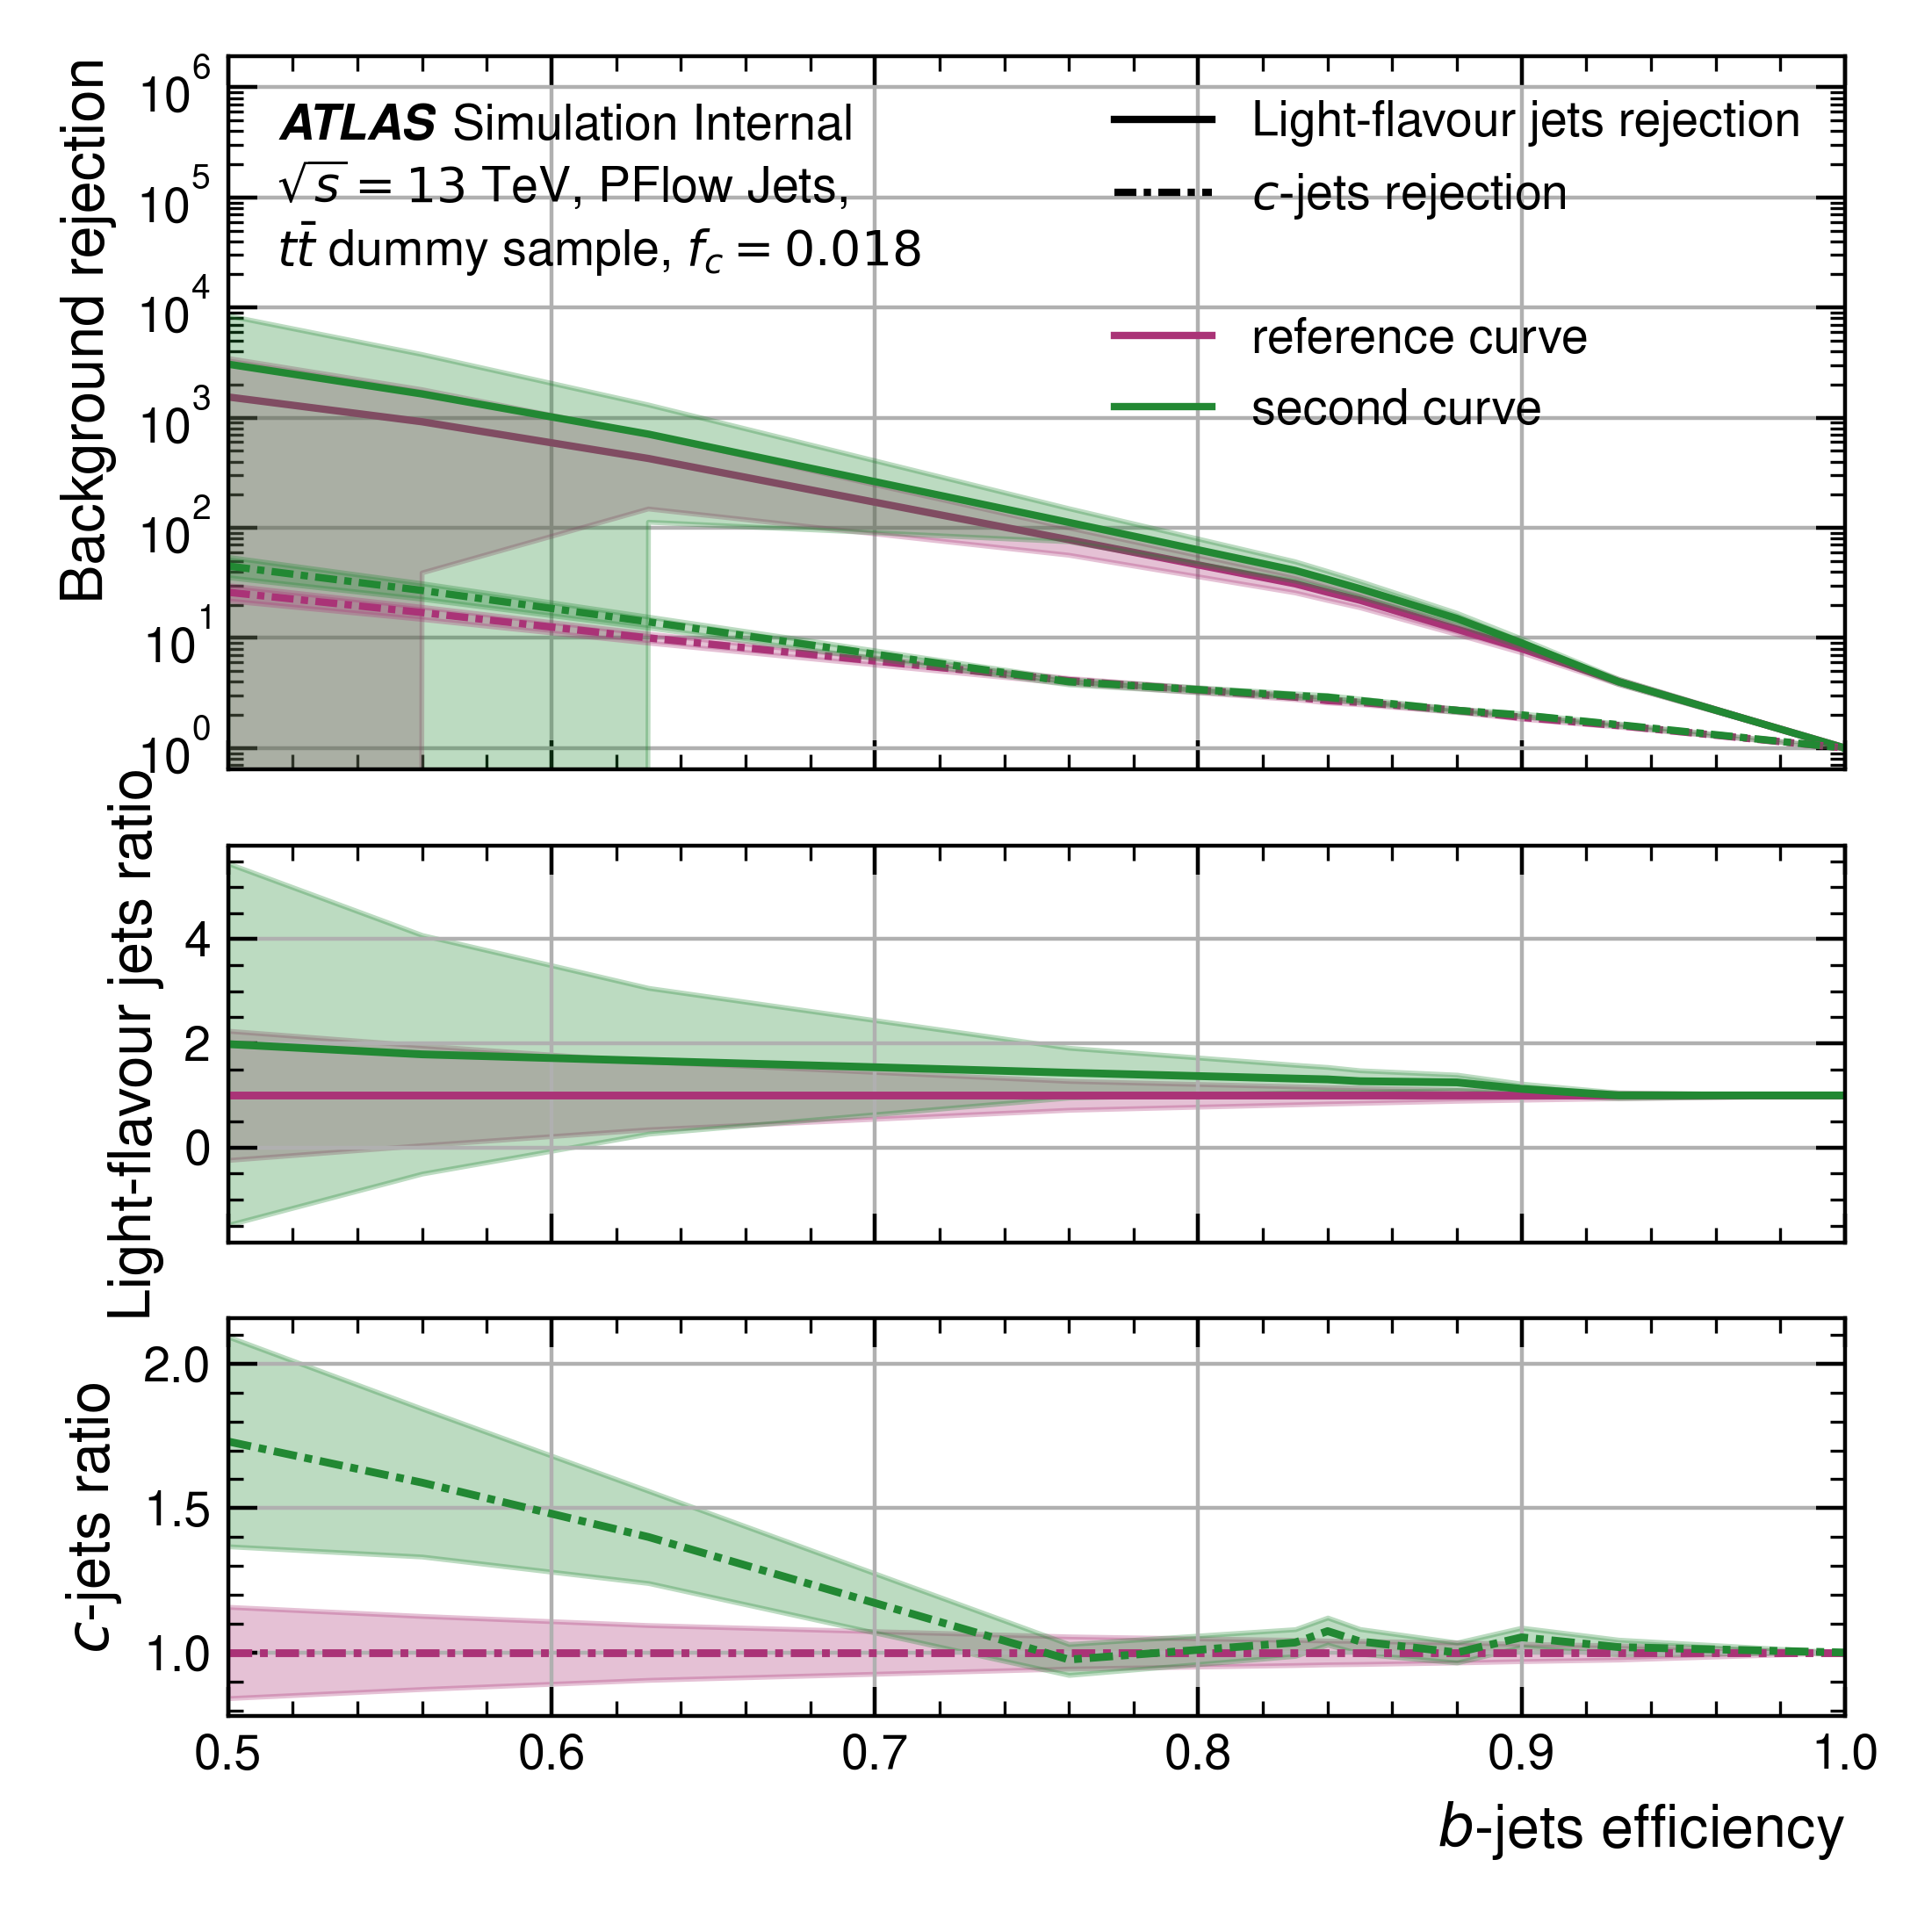 Background rejection
10^6
10^5
10^4
10^3
10^2
10^1
10^0
ATLAS Simulation Internal
√s = 13 TeV, PFlow Jets,
tt̄ dummy sample, f_c = 0.018
Light-flavour jets rejection
c-jets rejection
reference curve
second curve
Light-flavour jets ratio
4
2
0
c-jets ratio
2.0
1.5
1.0
0.5 0.6 0.7 0.8 0.9 1.0
b-jets efficiency